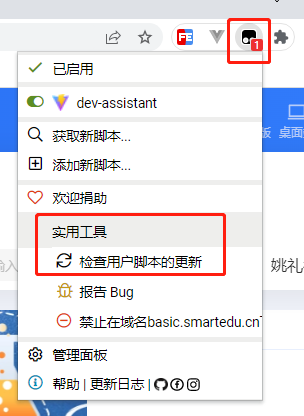 FE
1
已启用
dev-assistant
获取新脚本...
添加新脚本...
欢迎捐助
实用工具
检查用户脚本的更新
报告 Bug
禁止在域名basic.smartedu.cn
管理面板
帮助 | 更新日志 |
板 桌面
输入
姚礼